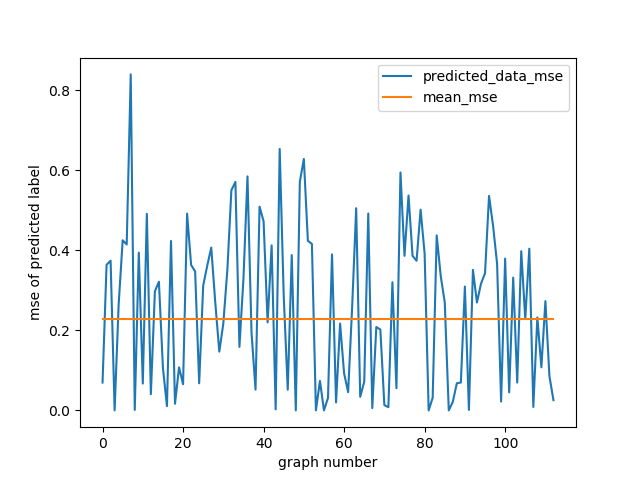 predicted_data_mse
mean_mse
mse of predicted label
0.8
0.6
0.4
0.2
0.0
0 20 40 60 80 100
graph number